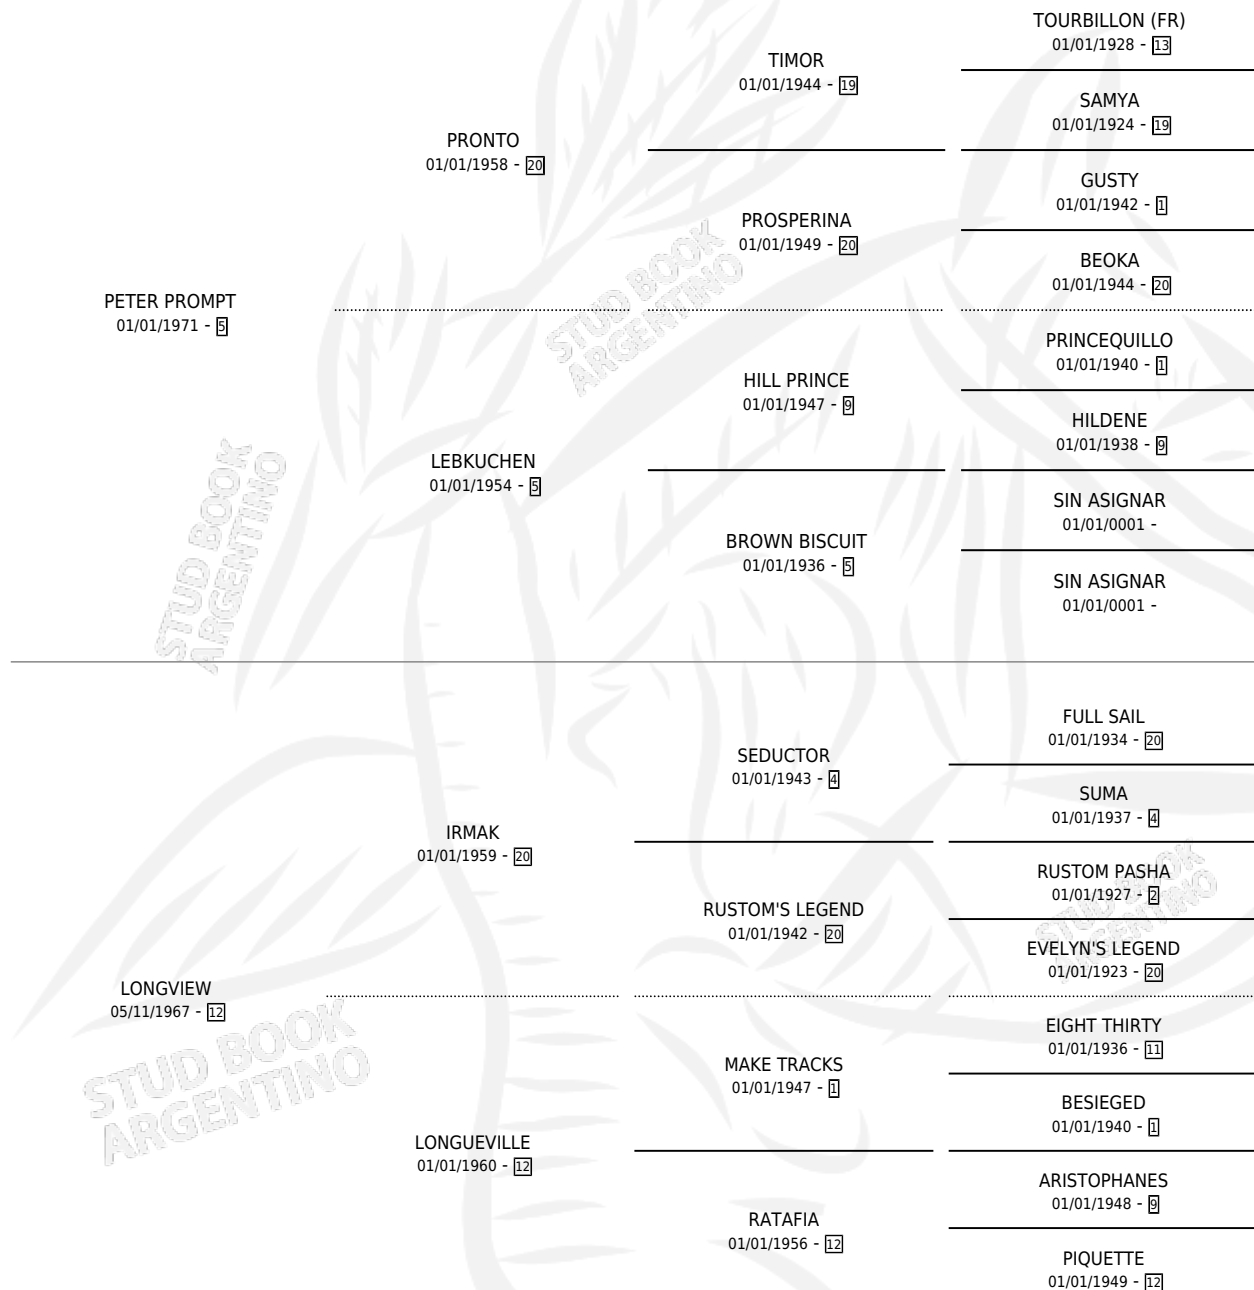 TOURBILLON (FR)
01/01/1928 - 13
TIMOR
01/01/1944 - 19
SAMYA
01/01/1924 - 19
PRONTO
01/01/1958 - 20
GUSTY
01/01/1942 - 1
PROSPERINA
01/01/1949 - 20
BEOKA
01/01/1944 - 20
PETER PROMPT
01/01/1971 - 5
PRINCEQUILLO
01/01/1940 - 1
HILL PRINCE
01/01/1947 - 9
HILDENE
01/01/1938 - 9
LEBKUCHEN
01/01/1954 - 5
SIN ASIGNAR
01/01/0001 -
BROWN BISCUIT
01/01/1936 - 5
SIN ASIGNAR
01/01/0001 -
FULL SAIL
01/01/1934 - 20
SEDUCTOR
01/01/1943 - 4
SUMA
01/01/1937 - 4
IRMAK
01/01/1959 - 20
RUSTOM PASHA
01/01/1927 - 2
RUSTOM'S LEGEND
01/01/1942 - 20
EVELYN'S LEGEND
01/01/1923 - 20
LONGVIEW
05/11/1967 - 12
EIGHT THIRTY
01/01/1936 - 11
MAKE TRACKS
01/01/1947 - 1
BESIEGED
01/01/1940 - 1
LONGUEVILLE
01/01/1960 - 12
ARISTOPHANES
01/01/1948 - 9
RATAFIA
01/01/1956 - 12
PIQUETTE
01/01/1949 - 12
STUD BOOK
ARGENTINO
STUD BOOK
ARGENTINO
STUD BOOK
ARGENTINO
STUD BOOK
ARGENTINO